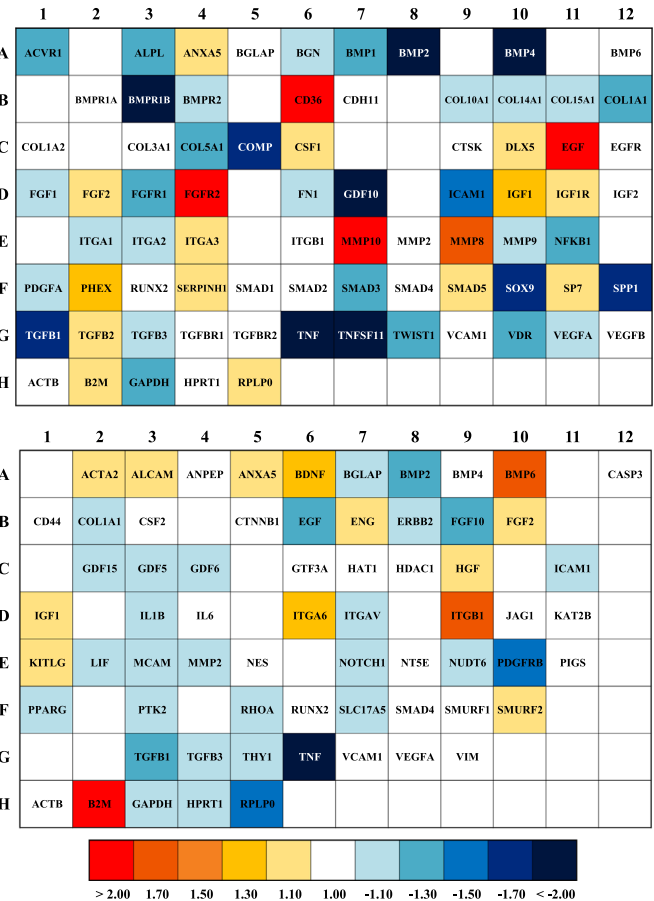 1 2 3 4 5 6 7 8 9 10 11 12
A ACVR1 ALPL ANXA5 BGLAP BGN BMP1 BMP2 BMP4 BMP6
B BMPR1A BMPR1B BMPR2 CD36 CDH11 COL10A1 COL14A1 COL15A1 COL1A1
C COL1A2 COL3A1 COL5A1 COMP CSF1 CTSK DLX5 EGF EGFR
D FGF1 FGF2 FGFR1 FGFR2 FN1 GDF10 ICAM1 IGF1 IGF1R IGF2
E ITGA1 ITGA2 ITGA3 ITGB1 MMP10 MMP2 MMP8 MMP9 NFKB1
F PDGFA PHEX RUNX2 SERPINH1 SMAD1 SMAD2 SMAD3 SMAD4 SMAD5 SOX9 SP7 SPP1
G TGFB1 TGFB2 TGFB3 TGFBR1 TGFBR2 TNF TNFSF11 TWIST1 VCAM1 VDR VEGFA VEGFB
H ACTB B2M GAPDH HPRT1 RPLP0
1 2 3 4 5 6 7 8 9 10 11 12
A ACTA2 ALCAM ANPEP ANXA5 BDNF BGLAP BMP2 BMP4 BMP6 CASP3
B CD44 COL1A1 CSF2 CTNNB1 EGF ENG ERBB2 FGF10 FGF2
C GDF15 GDF5 GDF6 GTF3A HAT1 HDAC1 HGF ICAM1
D IGF1 IL1B IL6 ITGA6 ITGAV ITGB1 JAG1 KAT2B
E KITLG LIF MCAM MMP2 NES NOTCH1 NT5E NUDT6 PDGFRB PIGS
F PPARG PTK2 RHOA RUNX2 SLC17A5 SMAD4 SMURF1 SMURF2
G TGFB1 TGFB3 THY1 TNF VCAM1 VEGFA VIM
H ACTB B2M GAPDH HPRT1 RPLP0
> 2.00 1.70 1.50 1.30 1.10 1.00 -1.10 -1.30 -1.50 -1.70 < -2.00